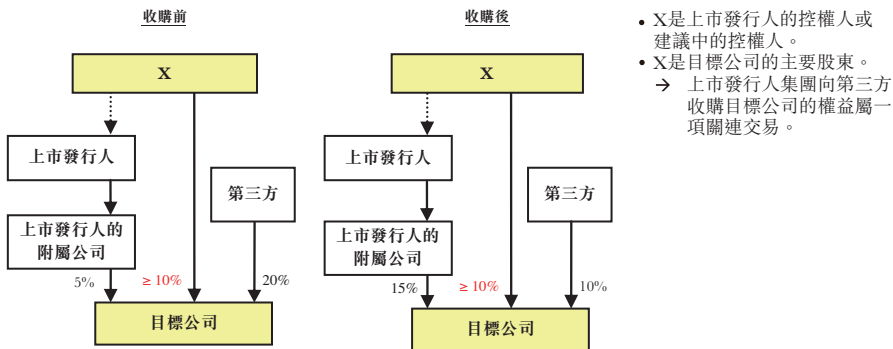 收購前
X
上市發行人
第三方
上市發行人的
附屬公司
5%
≥ 10%
20%
目標公司
收購後
X
上市發行人
第三方
上市發行人的
附屬公司
15%
≥ 10%
10%
目標公司
• X是上市發行人的控權人或
建議中的控權人。
• X是目標公司的主要股東。
→ 上市發行人集團向第三方
收購目標公司的權益屬一
項關連交易。